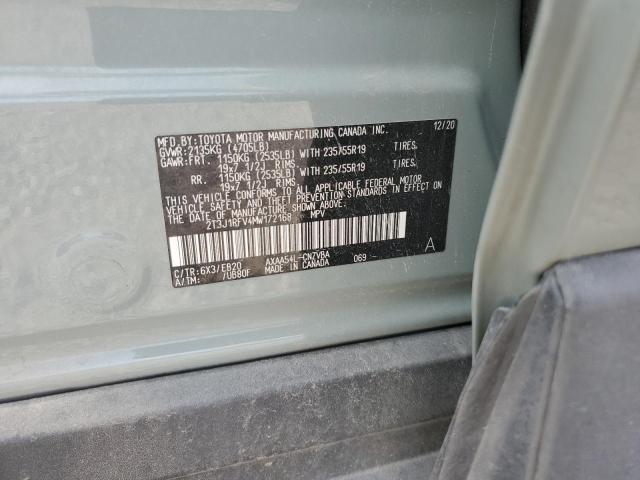 MFD.BY:TOYOTA MOTOR MANUFACTURING CANADA INC. 12/20
GVWR:2135KG (4705LB)
GAWR:FRT. 1150KG (2535LB) WITH 235/55R19 TIRES.
19x7 1/2J RIMS
RR. 1150KG (2535LB) WITH 235/55R19 TIRES.
19x7 1/2J RIMS
THIS VEHICLE CONFORMS TO ALL APPLICABLE FEDERAL MOTOR
VEHICLE SAFETY AND THEFT PREVENTION STANDARDS IN EFFECT
ON THE DATE OF MANUFACTURE SHOWN ABOVE.
2T3J1RFV4MW172168 MPV
A
C/TR:6X3/EB20 AXAA54L-CNZVBA 069
A/TM: /UB80F MADE IN CANADA